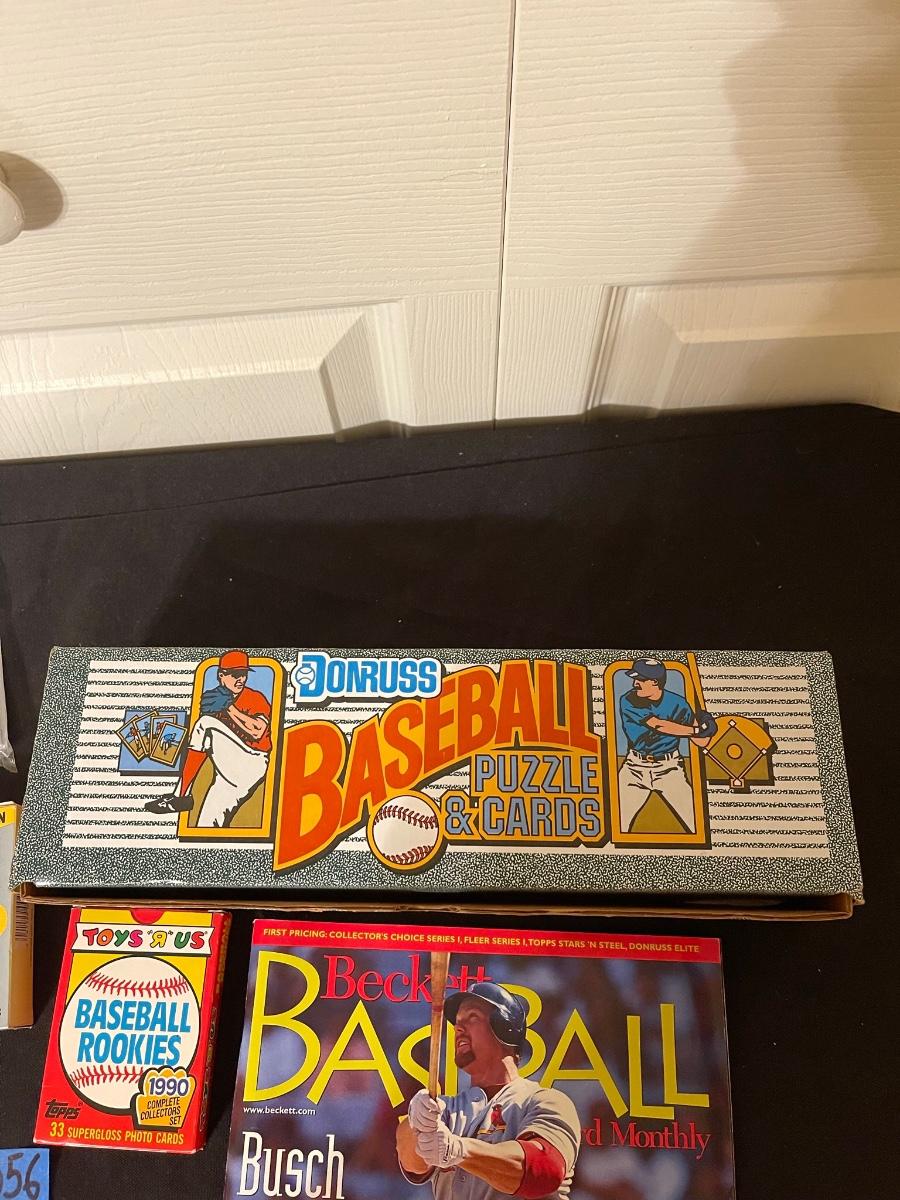 DONRUSS
BASEBALL
PUZZLE
& CARDS
TOYS "R" US
BASEBALL
ROOKIES
1990
COMPLETE
COLLECTORS
SET
TOPPS
33 SUPERGLOSS PHOTO CARDS
FIRST PRICING: COLLECTOR'S CHOICE SERIES I, FLEER SERIES I, TOPPS STARS 'N STEEL, DONRUSS ELITE
Beckett
BASEBALL
www.beckett.com
rd Monthly
Busch
56